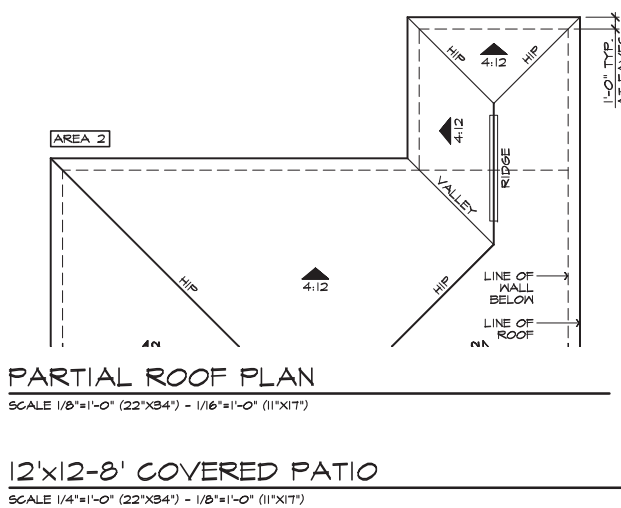 HIP
HIP
4:12
1'-0" TYP.
AT EAVES
4:12
AREA 2
RIDGE
VALLEY
HIP
4:12
HIP
LINE OF
WALL
BELOW
LINE OF
ROOF
PARTIAL ROOF PLAN
SCALE 1/8"=1'-0" (22"X34") - 1/16"=1'-0" (11"X17")
12'x12-8' COVERED PATIO
SCALE 1/4"=1'-0" (22"X34") - 1/8"=1'-0" (11"X17")